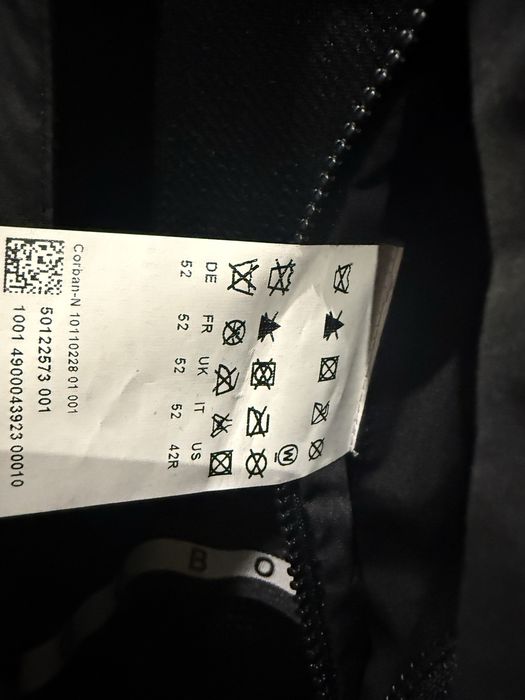 W
DE FR UK IT US
52 52 52 52 42R
Corban-N 10110228 01 001
50122573 001
1001 4900043923 00010
B O